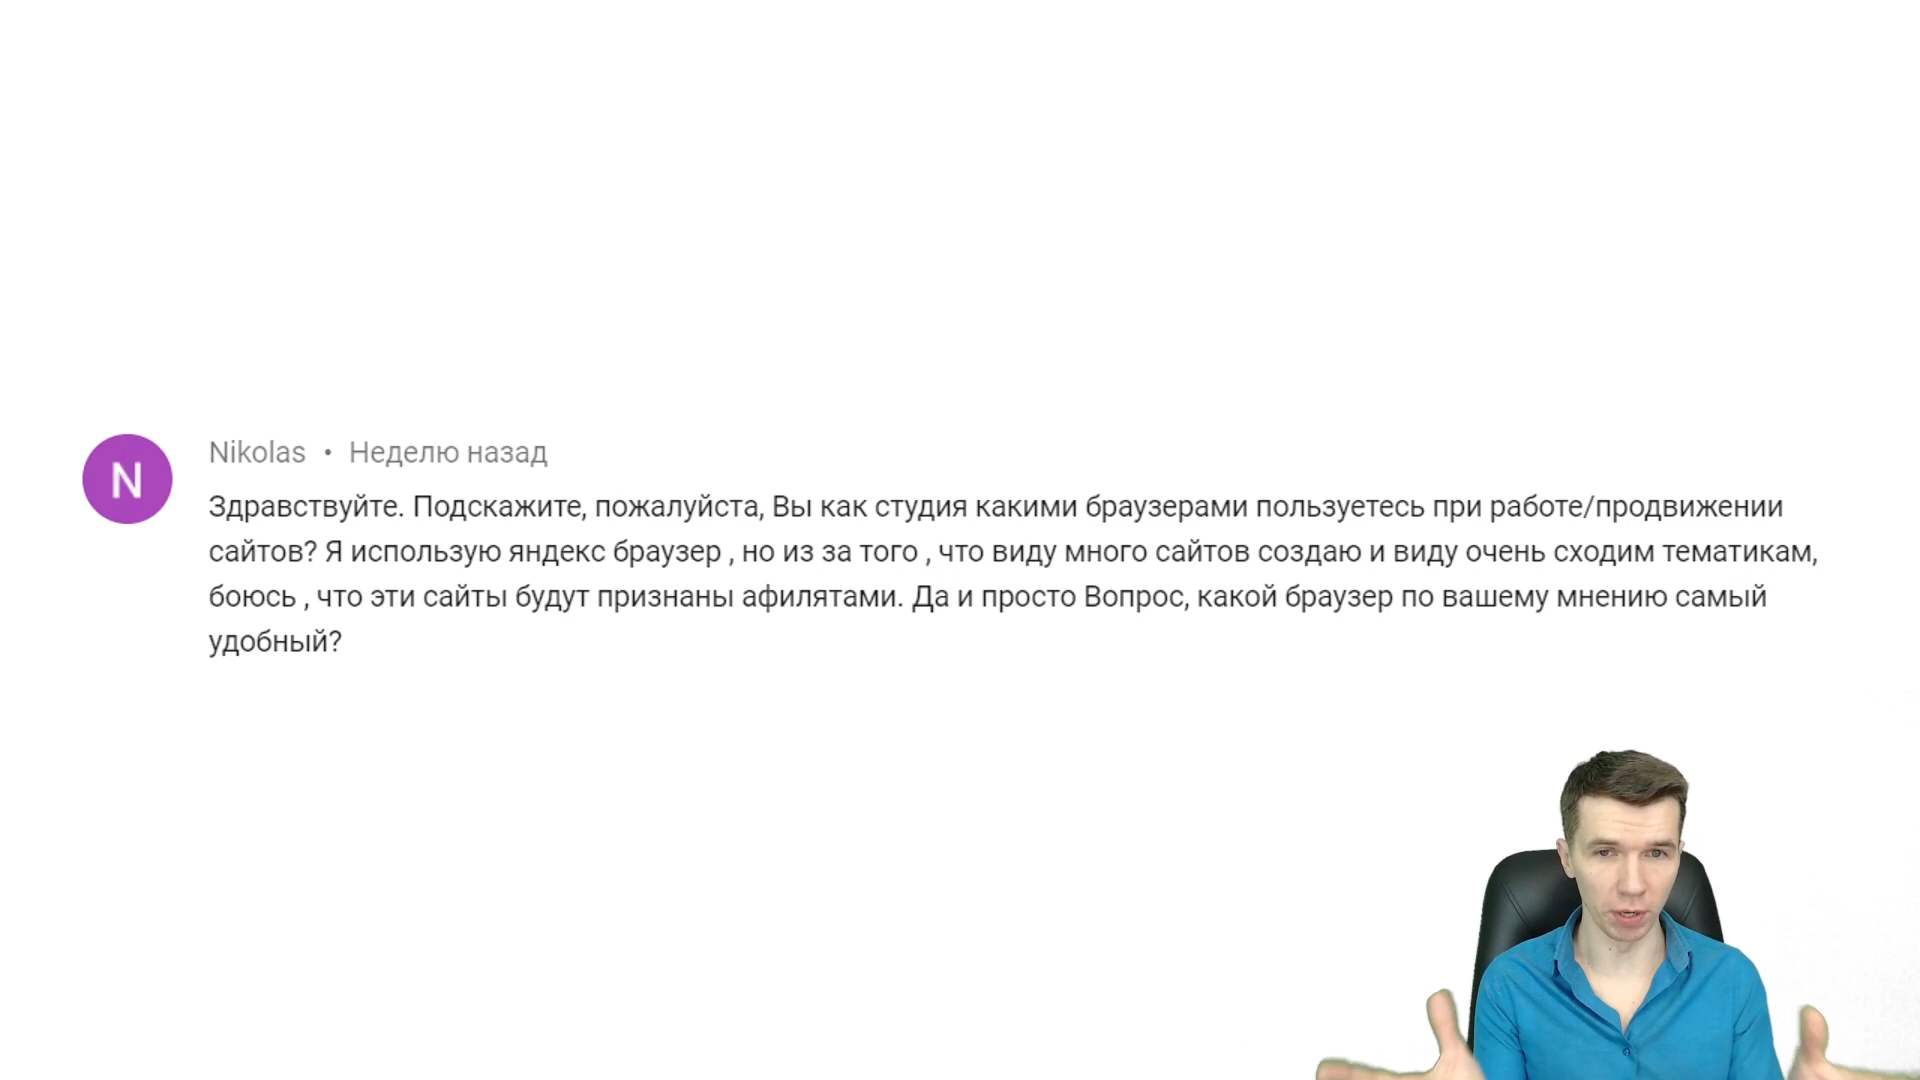 N
Nikolas • Неделю назад
Здравствуйте. Подскажите, пожалуйста, Вы как студия какими браузерами пользуетесь при работе/продвижении
сайтов? Я использую яндекс браузер , но из за того , что виду много сайтов создаю и виду очень сходим тематикам,
боюсь , что эти сайты будут признаны афилятами. Да и просто Вопрос, какой браузер по вашему мнению самый
удобный?